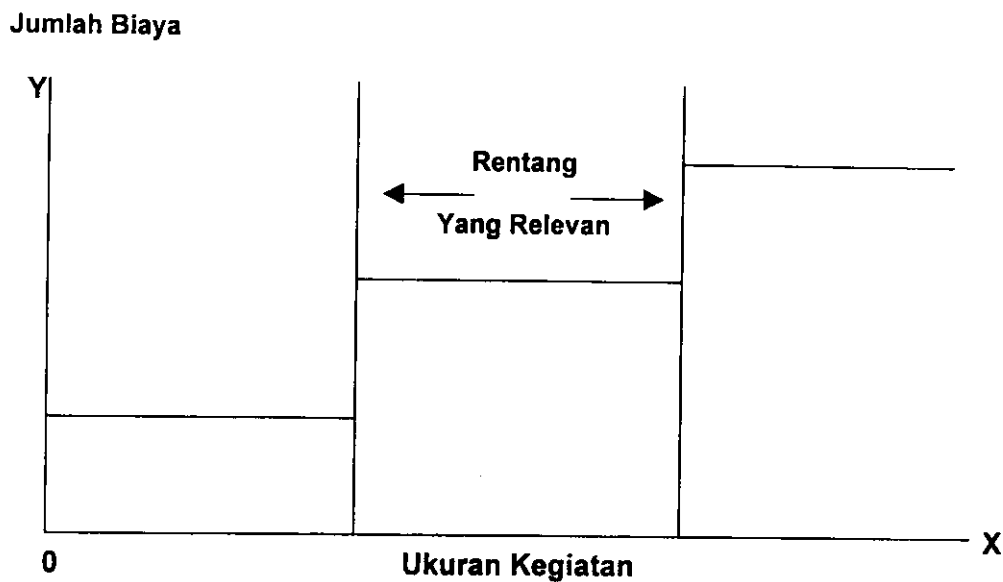 Jumlah Biaya
Y
Rentang
Yang Relevan
0
Ukuran Kegiatan
X